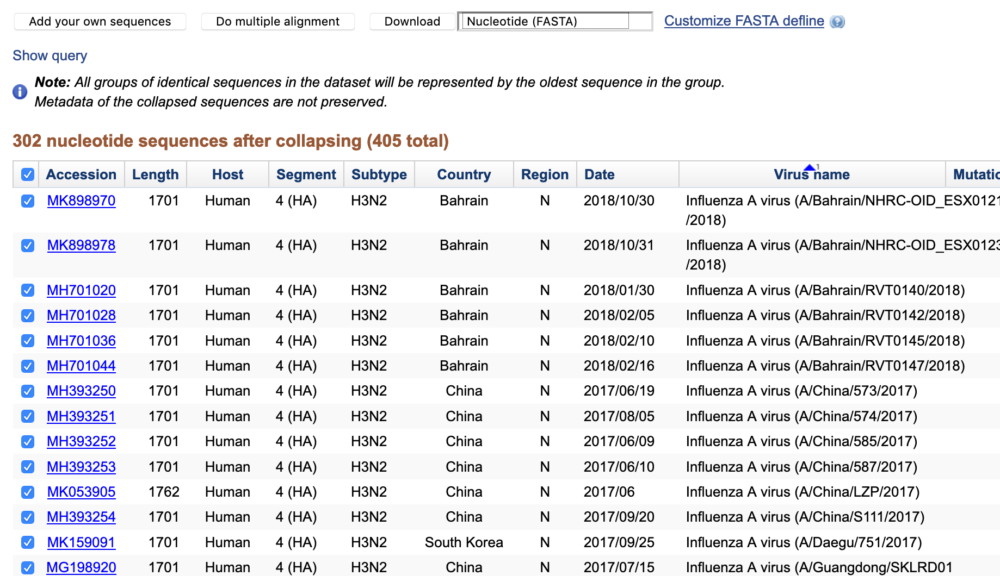 Add your own sequences Do multiple alignment Download Nucleotide (FASTA) Customize FASTA defline ?
Show query
i Note: All groups of identical sequences in the dataset will be represented by the oldest sequence in the group.
Metadata of the collapsed sequences are not preserved.
302 nucleotide sequences after collapsing (405 total)
Accession Length Host Segment Subtype Country Region Date Virus name 1 Mutatio
MK898970 1701 Human 4 (HA) H3N2 Bahrain N 2018/10/30 Influenza A virus (A/Bahrain/NHRC-OID_ESX0121
/2018)
MK898978 1701 Human 4 (HA) H3N2 Bahrain N 2018/10/31 Influenza A virus (A/Bahrain/NHRC-OID_ESX0123
/2018)
MH701020 1701 Human 4 (HA) H3N2 Bahrain N 2018/01/30 Influenza A virus (A/Bahrain/RVT0140/2018)
MH701028 1701 Human 4 (HA) H3N2 Bahrain N 2018/02/05 Influenza A virus (A/Bahrain/RVT0142/2018)
MH701036 1701 Human 4 (HA) H3N2 Bahrain N 2018/02/10 Influenza A virus (A/Bahrain/RVT0145/2018)
MH701044 1701 Human 4 (HA) H3N2 Bahrain N 2018/02/16 Influenza A virus (A/Bahrain/RVT0147/2018)
MH393250 1701 Human 4 (HA) H3N2 China N 2017/06/19 Influenza A virus (A/China/573/2017)
MH393251 1701 Human 4 (HA) H3N2 China N 2017/08/05 Influenza A virus (A/China/574/2017)
MH393252 1701 Human 4 (HA) H3N2 China N 2017/06/09 Influenza A virus (A/China/585/2017)
MH393253 1701 Human 4 (HA) H3N2 China N 2017/06/10 Influenza A virus (A/China/587/2017)
MK053905 1762 Human 4 (HA) H3N2 China N 2017/06 Influenza A virus (A/China/LZP/2017)
MH393254 1701 Human 4 (HA) H3N2 China N 2017/09/20 Influenza A virus (A/China/S111/2017)
MK159091 1701 Human 4 (HA) H3N2 South Korea N 2017/09/25 Influenza A virus (A/Daegu/751/2017)
MG198920 1701 Human 4 (HA) H3N2 China N 2017/07/15 Influenza A virus (A/Guangdong/SKLRD01